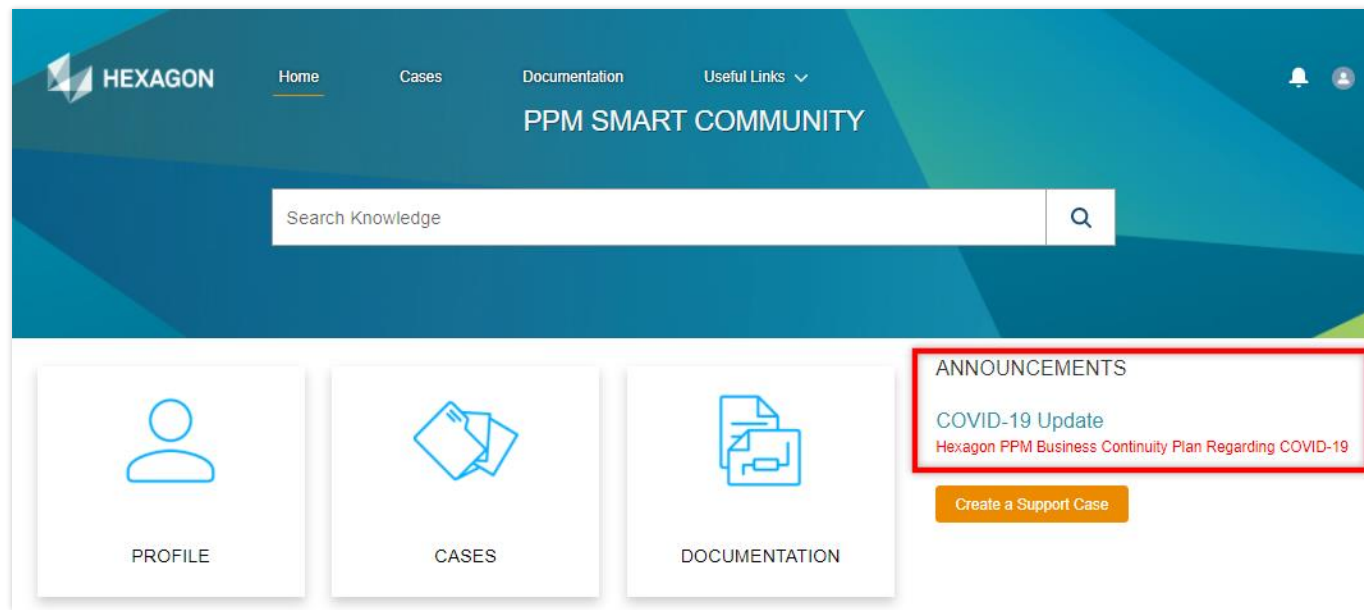 HEXAGON
Home
Cases
Documentation
Useful Links
PPM SMART COMMUNITY
Search Knowledge
ANNOUNCEMENTS
COVID-19 Update
Hexagon PPM Business Continuity Plan Regarding COVID-19
Create a Support Case
PROFILE
CASES
DOCUMENTATION